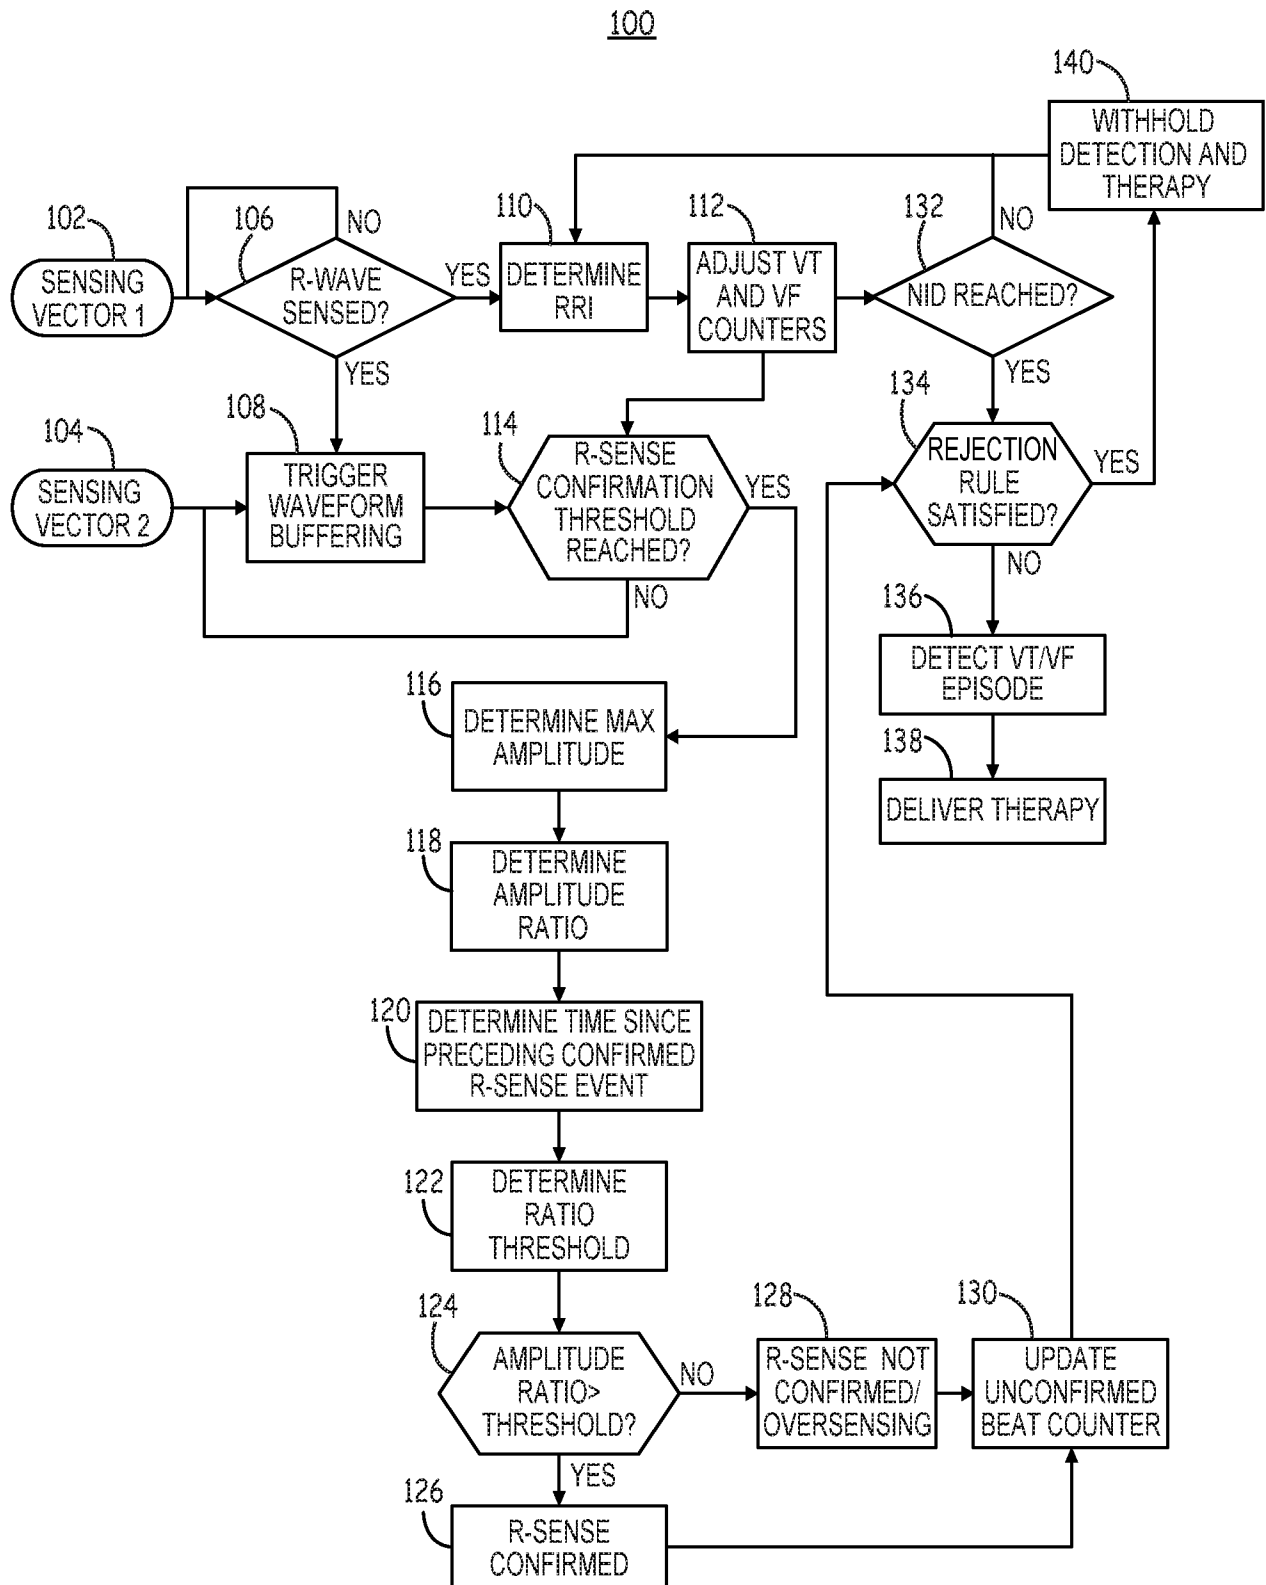 100
140
WITHHOLD
DETECTION AND
THERAPY
102
SENSING
VECTOR 1
106
NO
R-WAVE
SENSED?
YES
YES
110
DETERMINE
RRI
112
ADJUST VT
AND VF
COUNTERS
132
NO
NID REACHED?
YES
104
SENSING
VECTOR 2
108
TRIGGER
WAVEFORM
BUFFERING
114
R-SENSE
CONFIRMATION
THRESHOLD
REACHED?
YES
NO
134
REJECTION
RULE
SATISFIED?
YES
NO
136
DETECT VT/VF
EPISODE
138
DELIVER THERAPY
116
DETERMINE MAX
AMPLITUDE
118
DETERMINE
AMPLITUDE
RATIO
120
DETERMINE TIME SINCE
PRECEDING CONFIRMED
R-SENSE EVENT
122
DETERMINE
RATIO
THRESHOLD
124
AMPLITUDE
RATIO>
THRESHOLD?
NO
YES
128
R-SENSE NOT
CONFIRMED/
OVERSENSING
130
UPDATE
UNCONFIRMED
BEAT COUNTER
126
R-SENSE
CONFIRMED